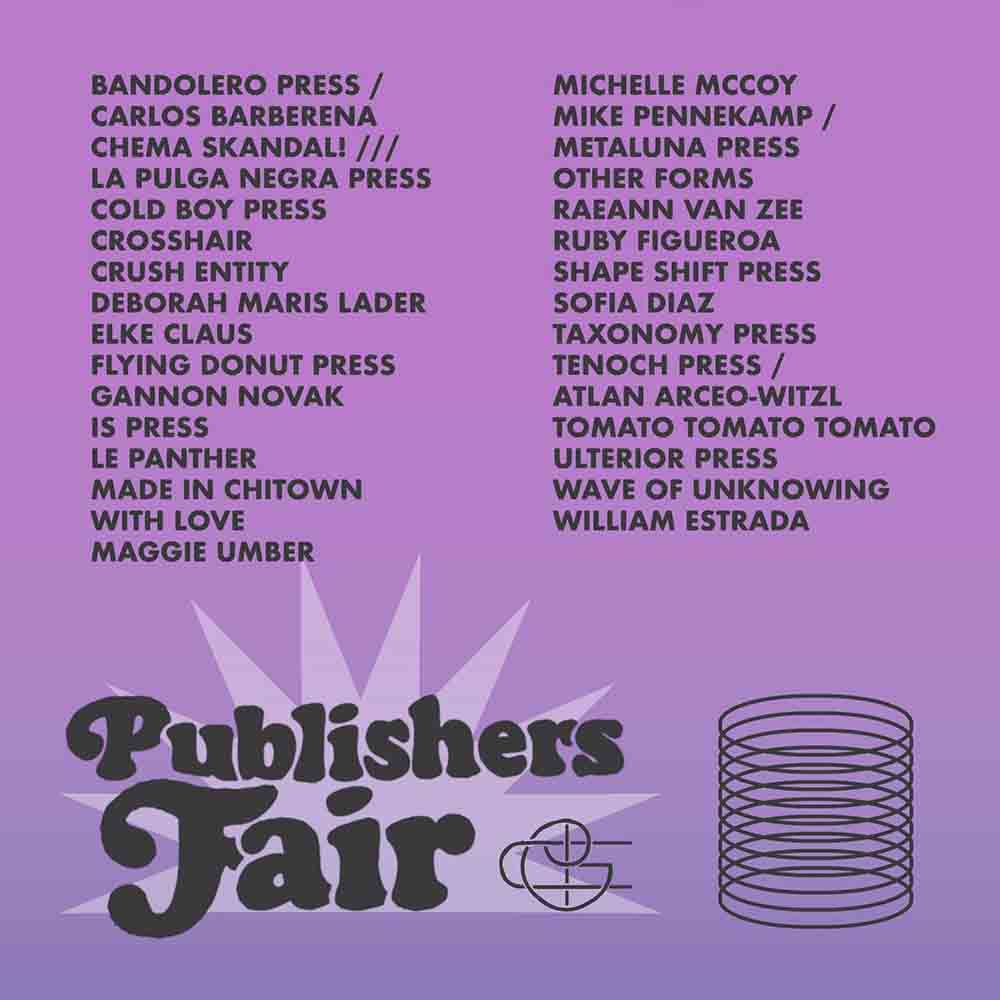 BANDOLERO PRESS /
CARLOS BARBERENA
CHEMA SKANDAL! ///
LA PULGA NEGRA PRESS
COLD BOY PRESS
CROSSHAIR
CRUSH ENTITY
DEBORAH MARIS LADER
ELKE CLAUS
FLYING DONUT PRESS
GANNON NOVAK
IS PRESS
LE PANTHER
MADE IN CHITOWN
WITH LOVE
MAGGIE UMBER
MICHELLE MCCOY
MIKE PENNEKAMP /
METALUNA PRESS
OTHER FORMS
RAEANN VAN ZEE
RUBY FIGUEROA
SHAPE SHIFT PRESS
SOFIA DIAZ
TAXONOMY PRESS
TENOCH PRESS /
ATLAN ARCEO-WITZL
TOMATO TOMATO TOMATO
ULTERIOR PRESS
WAVE OF UNKNOWING
WILLIAM ESTRADA
Publishers
Fair